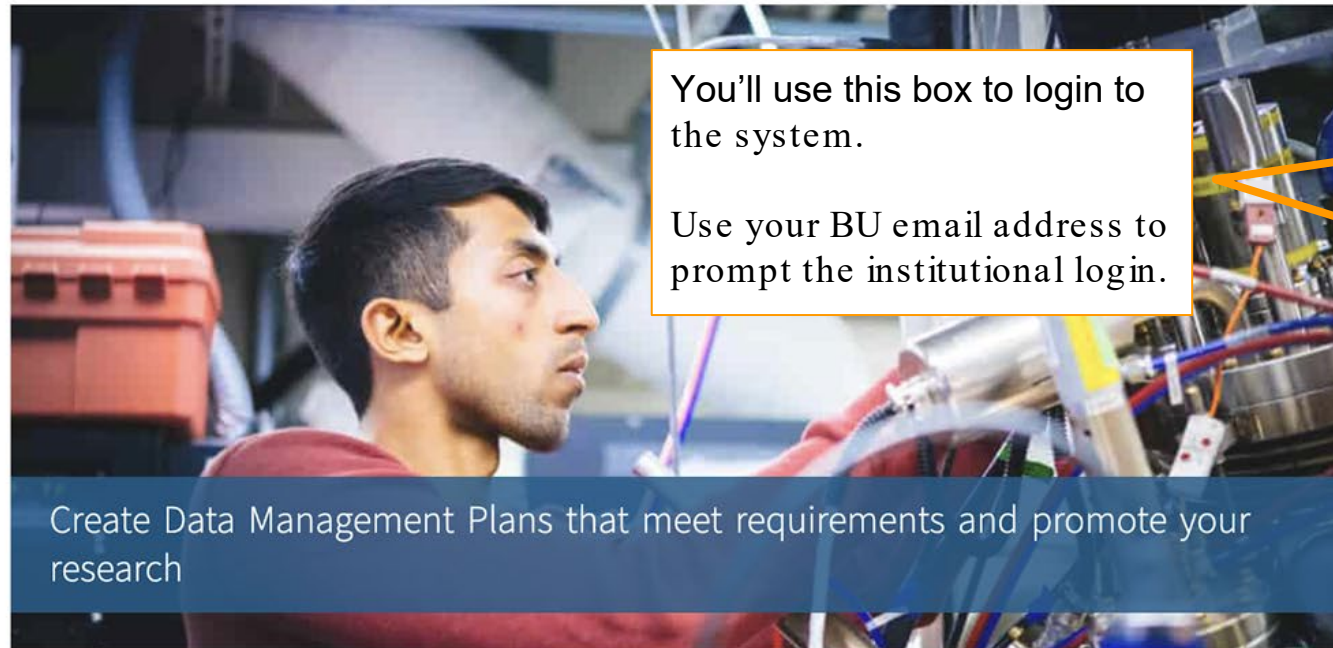 You’ll use this box to login to
the system.
Use your BU email address to
prompt the institutional login.
Create Data Management Plans that meet requirements and promote your
research